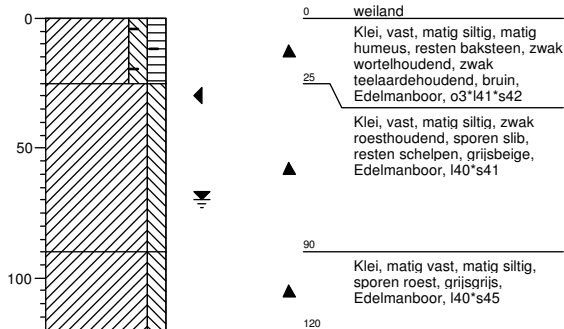 0
50
100
0 weiland
Klei, vast, matig siltig, matig
humeus, resten baksteen, zwak
wortelhoudend, zwak
teelaardehoudend, bruin,
Edelmanboor, o3*l41*s42
25
Klei, vast, matig siltig, zwak
roesthoudend, sporen slib,
resten schelpen, grijsbeige,
Edelmanboor, l40*s41
90
Klei, matig vast, matig siltig,
sporen roest, grijsgrijs,
Edelmanboor, l40*s45
120